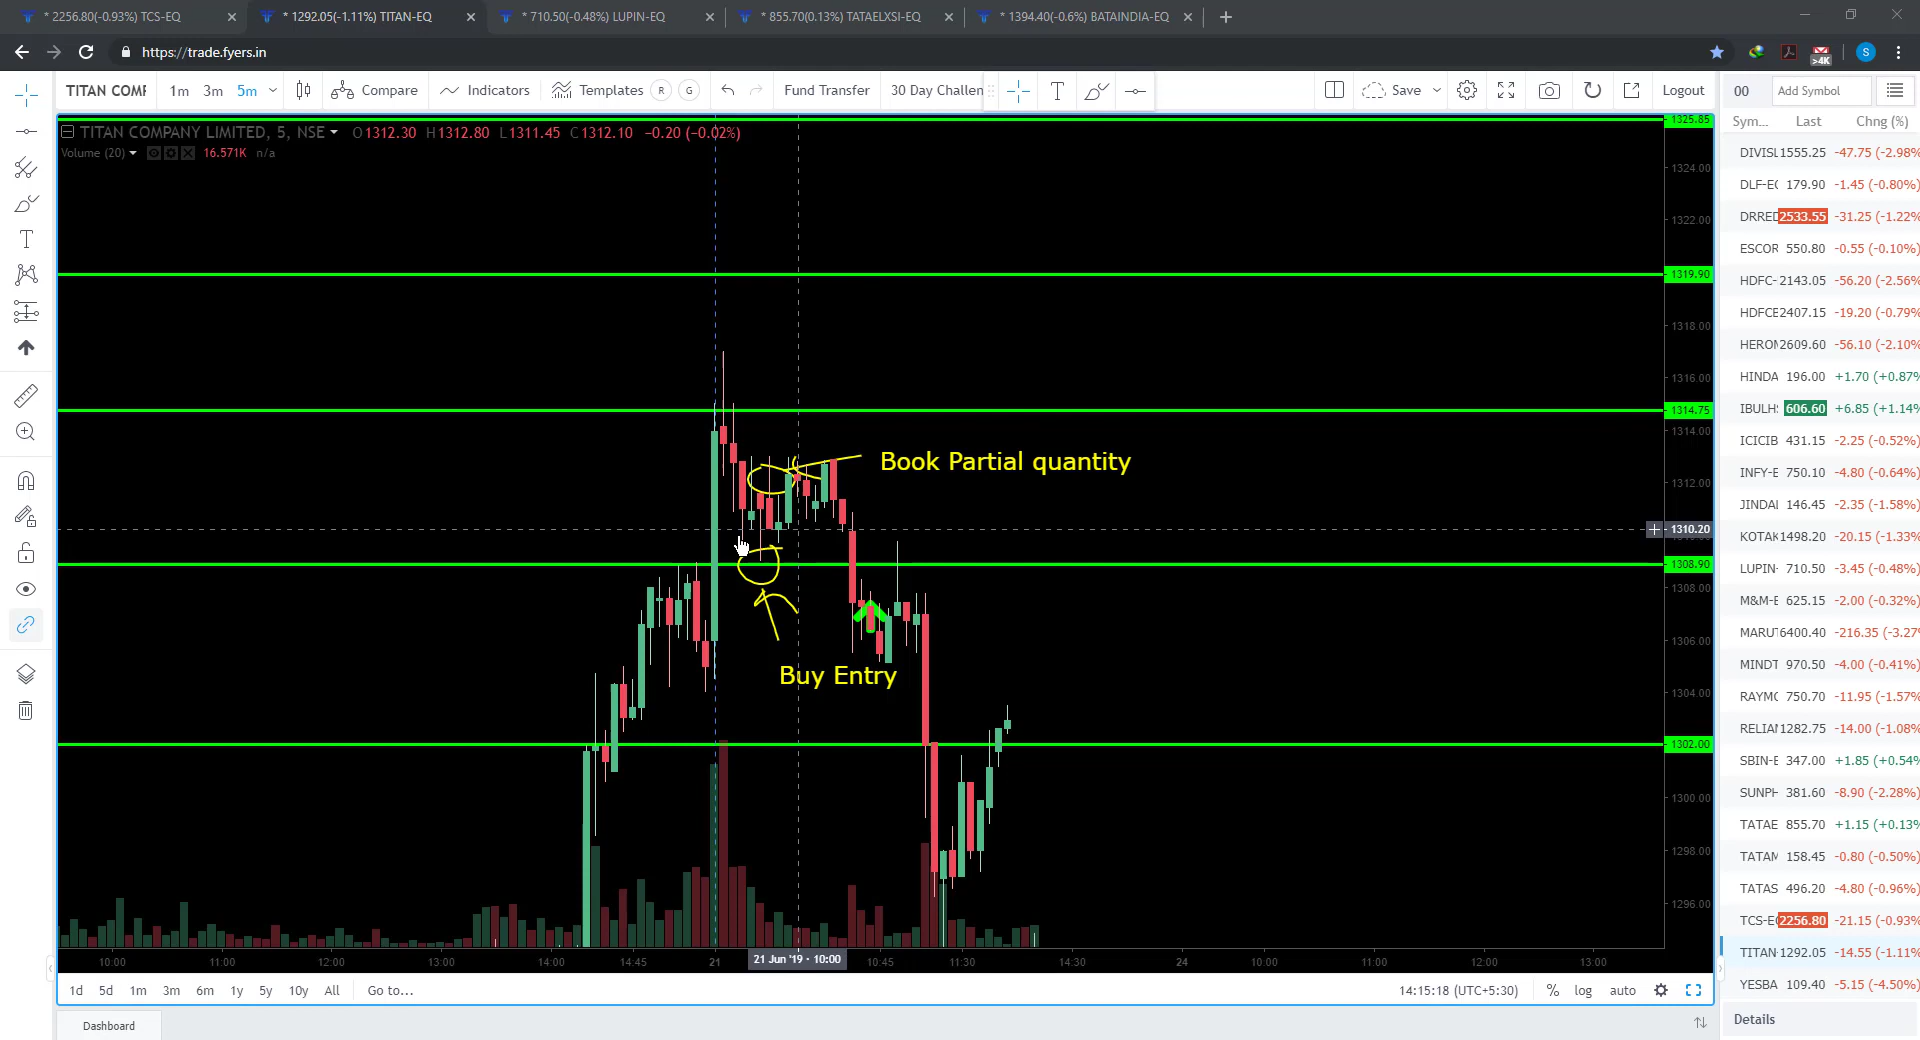 * 2256.80(-0.93%) TCS-EQ
* 1292.05(-1.11%) TITAN-EQ
* 710.50(-0.48%) LUPIN-EQ
* 855.70(0.13%) TATAELXSI-EQ
* 1394.40(-0.6%) BATAINDIA-EQ
https://trade.fyers.in
>4K
S
TITAN COMF 1m 3m 5m Compare Indicators Templates R G Fund Transfer 30 Day Challen T Save Logout
00 Add Symbol
TITAN COMPANY LIMITED, 5, NSE O1312.30 H1312.80 L1311.45 C1312.10 -0.20 (-0.02%)
Volume (20) 16.571K n/a
Book Partial quantity
Buy Entry
1325.85
1324.00
1322.00
1319.90
1318.00
1316.00
1314.75
1314.00
1312.00
1310.20
1308.90
1308.00
1306.00
1304.00
1302.00
1300.00
1298.00
1296.00
10:00 11:00 12:00 13:00 14:00 14:45 21 21 Jun '19 - 10:00 10:45 11:30 14:30 24 10:00 11:00 12:00 13:00
1d 5d 1m 3m 6m 1y 5y 10y All Go to... 14:15:18 (UTC+5:30) % log auto
Dashboard
Sym... Last Chng (%)
DIVISL 1555.25 -47.75 (-2.98%
DLF-E 179.90 -1.45 (-0.80%)
DRRED 2533.55 -31.25 (-1.22%
ESCOR 550.80 -0.55 (-0.10%)
HDFC- 2143.05 -56.20 (-2.56%
HDFCE 2407.15 -19.20 (-0.79%
HERO 2609.60 -56.10 (-2.10%
HINDA 196.00 +1.70 (+0.87%
IBULH 606.60 +6.85 (+1.14%
ICICIB 431.15 -2.25 (-0.52%)
INFY-E 750.10 -4.80 (-0.64%)
JINDAL 146.45 -2.35 (-1.58%)
KOTAK 1498.20 -20.15 (-1.33%
LUPIN- 710.50 -3.45 (-0.48%)
M&M-E 625.15 -2.00 (-0.32%)
MARUT 6400.40 -216.35 (-3.27%
MINDT 970.50 -4.00 (-0.41%)
RAYMO 750.70 -11.95 (-1.57%
RELIA 1282.75 -14.00 (-1.08%
SBIN-E 347.00 +1.85 (+0.54%
SUNPH 381.60 -8.90 (-2.28%)
TATAE 855.70 +1.15 (+0.13%
TATAM 158.45 -0.80 (-0.50%)
TATAS 496.20 -4.80 (-0.96%)
TCS-E 2256.80 -21.15 (-0.93%
TITAN 1292.05 -14.55 (-1.11%
YESBA 109.40 -5.15 (-4.50%)
Details